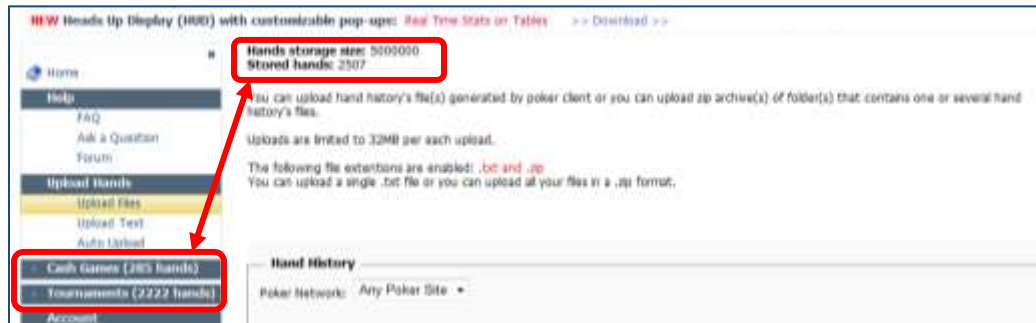 NEW Heads Up Display (HUD) with customizable pop-ups: Real Time Stats on Tables >> Download >>
Hands storage size: 5000000
Stored hands: 2507
Home
Help
FAQ
Ask a Question
Forum
Upload Hands
Upload Files
Upload Text
Auto Upload
Cash Games (285 hands)
Tournaments (2222 hands)
Account
You can upload hand history's file(s) generated by poker client or you can upload zip archive(s) of folder(s) that contains one or several hand
history's files.
Uploads are limited to 32MB per each upload.
The following file extentions are enabled: .txt and .zip
You can upload a single .txt file or you can upload all your files in a .zip format.
Hand History
Poker Network: Any Poker Site